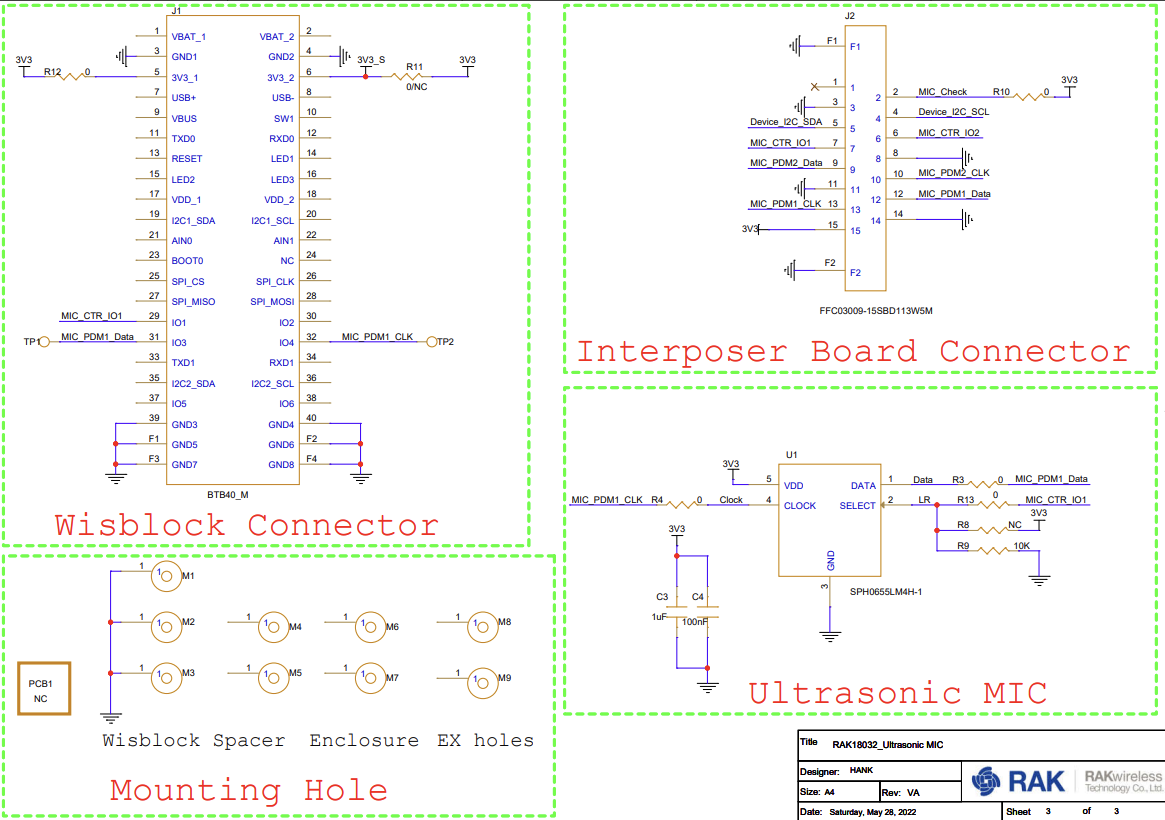 J1
1 VBAT_1 VBAT_2 2
3 GND1 GND2 4
3V3 R12 0 5 3V3_1 3V3_2 6 3V3_S R11 0/NC 3V3
7 USB+ USB- 8
9 VBUS SW1 10
11 TXD0 RXD0 12
13 RESET LED1 14
15 LED2 LED3 16
17 VDD_1 VDD_2 18
19 I2C1_SDA I2C1_SCL 20
21 AIN0 AIN1 22
23 BOOT0 NC 24
25 SPI_CS SPI_CLK 26
27 SPI_MISO SPI_MOSI 28
MIC_CTR_IO1 29 IO1 IO2 30
TP1 MIC_PDM1_Data 31 IO3 IO4 32 MIC_PDM1_CLK TP2
33 TXD1 RXD1 34
35 I2C2_SDA I2C2_SCL 36
37 IO5 IO6 38
39 GND3 GND4 40
F1 GND5 GND6 F2
F3 GND7 GND8 F4
BTB40_M
Wisblock Connector
J2
F1 F1
1 1
2 2 MIC_Check R10 0 3V3
3 3
4 4 Device_I2C_SCL
Device_I2C_SDA 5 5
6 6 MIC_CTR_IO2
MIC_CTR_IO1 7 7
8 8
MIC_PDM2_Data 9 9
10 10 MIC_PDM2_CLK
11 11
12 12 MIC_PDM1_Data
MIC_PDM1_CLK 13 13
14 14
3V3 15 15
F2 F2
FFC03009-15SBD113W5M
Interposer Board Connector
U1
3V3 5 VDD DATA 1 Data R3 0 MIC_PDM1_Data
MIC_PDM1_CLK R4 0 Clock 4 CLOCK SELECT 2 LR R13 0 MIC_CTR_IO1
R8 NC 3V3
R9 10K
GND
3
SPH0655LM4H-1
3V3
C3 C4
1uF 100nF
Ultrasonic MIC
1 1 M1
1 1 M2 1 1 M4 1 1 M6 1 1 M8
1 1 M3 1 1 M5 1 1 M7 1 1 M9
PCB1
NC
Wisblock Spacer Enclosure EX holes
Mounting Hole
Title RAK18032_Ultrasonic MIC
Designer: HANK
Size: A4 Rev: VA
Date: Saturday, May 28, 2022 Sheet 3 of 3
RAK RAKwireless
Technology Co., Ltd.